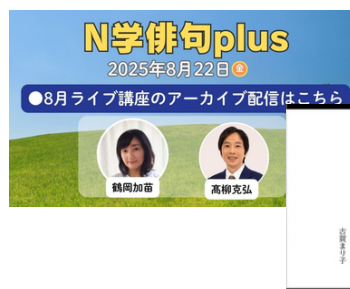 N学俳句plus
2025年8月22日㊎
●8月ライブ講座のアーカイブ配信はこちら
鶴岡加苗
髙柳克弘
古賀まり子